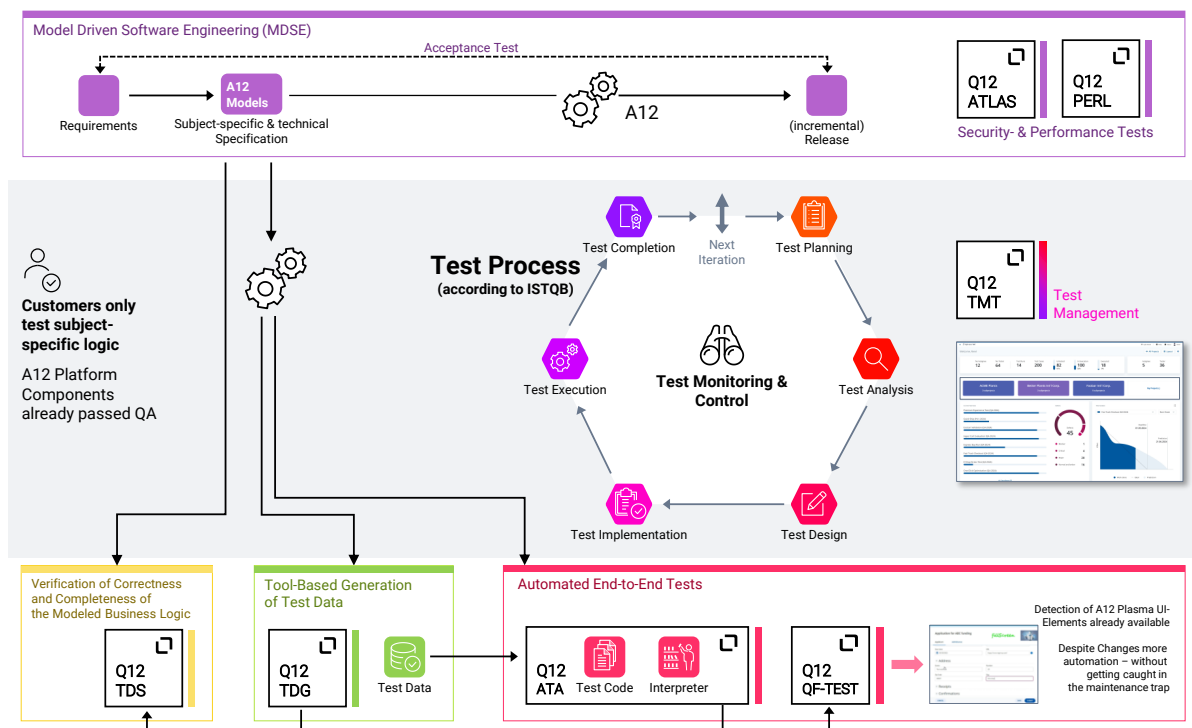 Model Driven Software Engineering (MDSE)
Acceptance Test
A12
Models
Requirements
Subject-specific & technical
Specification
A12
(incremental)
Release
Q12
ATLAS
Q12
PERL
Security- & Performance Tests
Customers only
test subject-
specific logic
A12 Platform
Components
already passed QA
Test Process
(according to ISTQB)
Test Completion
Next
Iteration
Test Planning
Test Execution
Test Monitoring &
Control
Test Analysis
Test Implementation
Test Design
Q12
TMT
Test
Management
Verification of Correctness
and Completeness of
the Modeled Business Logic
Q12
TDS
Tool-Based Generation
of Test Data
Q12
TDG
Test Data
Automated End-to-End Tests
Q12
ATA
Test Code
Interpreter
Q12
QF-TEST
Detection of A12 Plasma UI-
Elements already available
Despite Changes more
automation – without
getting caught in
the maintenance trap